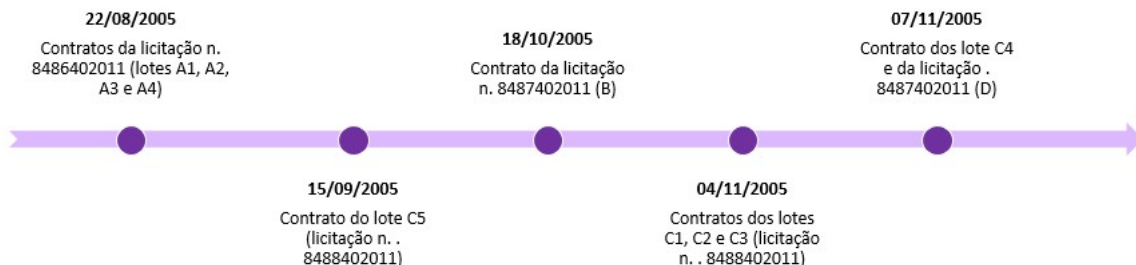 22/08/2005
Contratos da licitação n.
8486402011 (lotes A1, A2,
A3 e A4)
15/09/2005
Contrato do lote C5
(licitação n. .
8488402011)
18/10/2005
Contrato da licitação
n. 8487402011 (B)
04/11/2005
Contratos dos lotes
C1, C2 e C3 (licitação
n. . 8488402011)
07/11/2005
Contrato dos lote C4
e da licitação .
8487402011 (D)